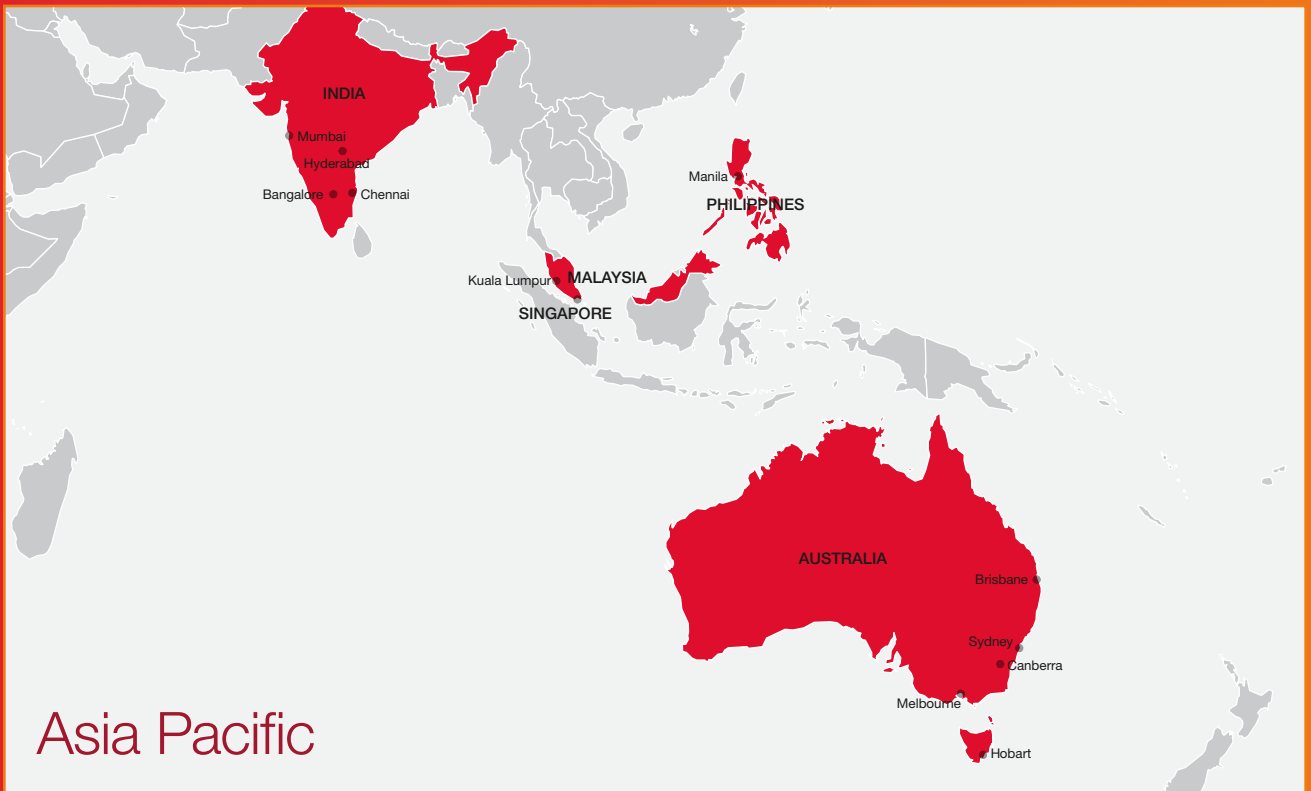 INDIA
Mumbai
Hyderabad
Bangalore
Chennai
Manila
PHILIPPINES
Kuala Lumpur
MALAYSIA
SINGAPORE
AUSTRALIA
Brisbane
Sydney
Canberra
Melbourne
Hobart
Asia Pacific